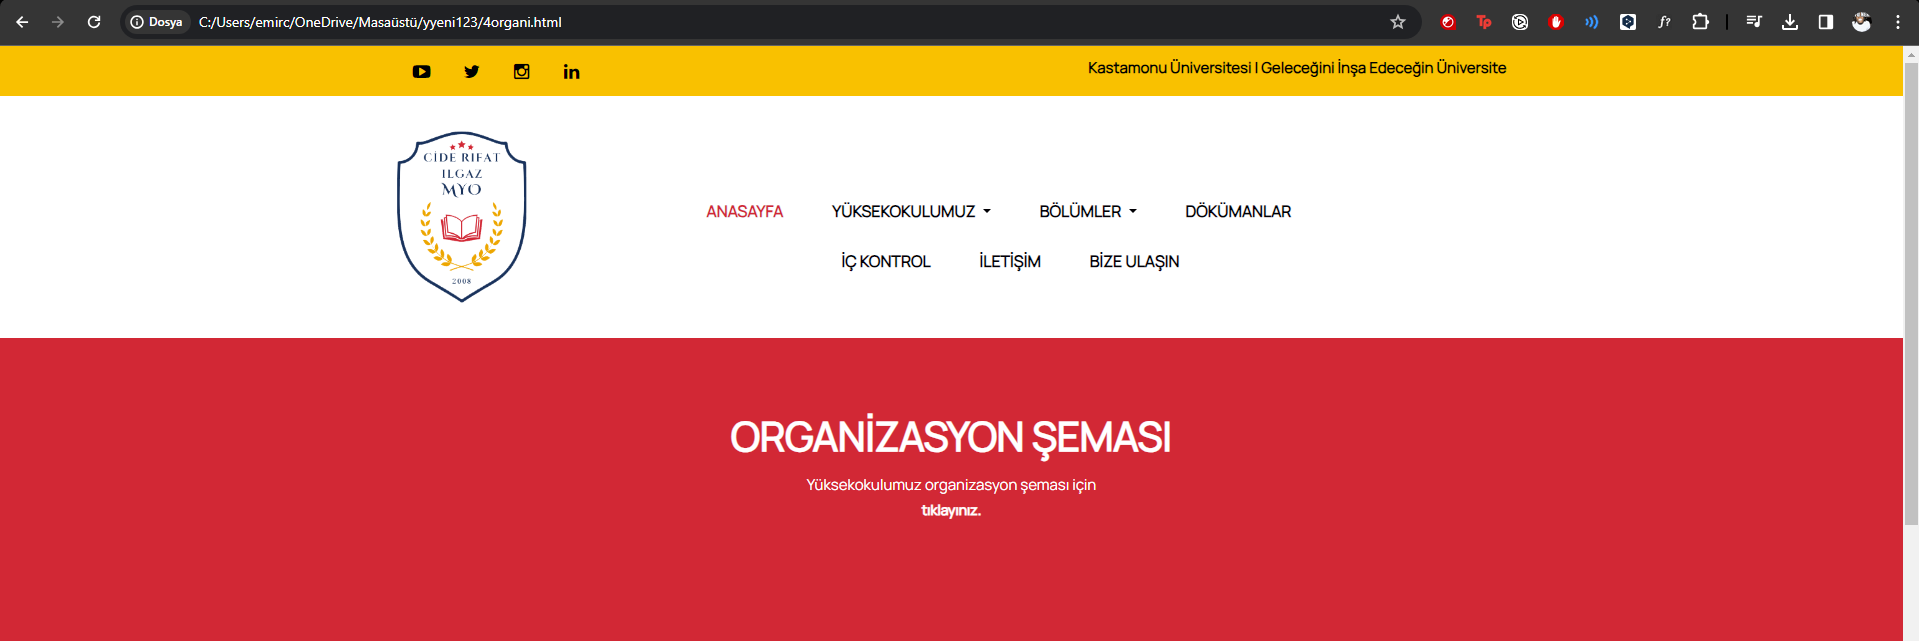 Dosya C:/Users/emirc/OneDrive/Masaüstü/yyeni123/4organi.html
Tp
f?
in
Kastamonu Üniversitesi I Geleceğini İnşa Edeceğin Üniversite
CİDE RIFAT
ILGAZ
MYO
2008
ANASAYFA YÜKSEKOKULUMUZ BÖLÜMLER DÖKÜMANLAR
İÇ KONTROL İLETİŞİM BİZE ULAŞIN
ORGANİZASYON ŞEMASI
Yüksekokulumuz organizasyon şeması için
tıklayınız.